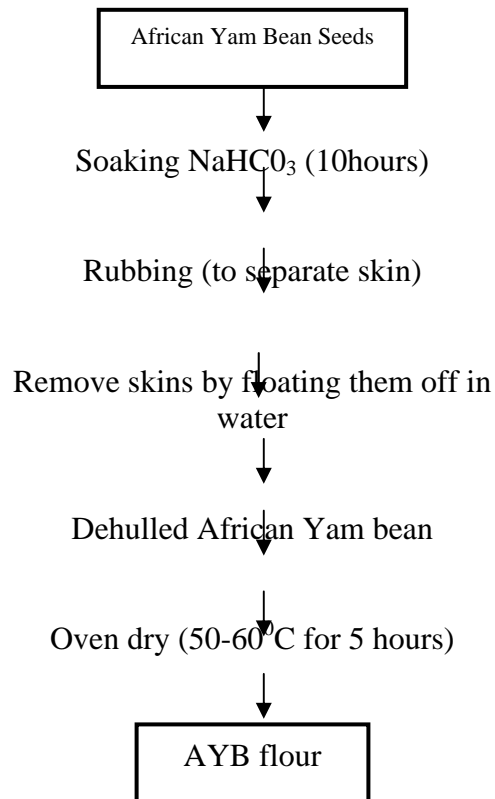 African Yam Bean Seeds
Soaking NaHC0₃ (10hours)
Rubbing (to separate skin)
Remove skins by floating them off in
water
Dehulled African Yam bean
Oven dry (50-60⁰C for 5 hours)
AYB flour